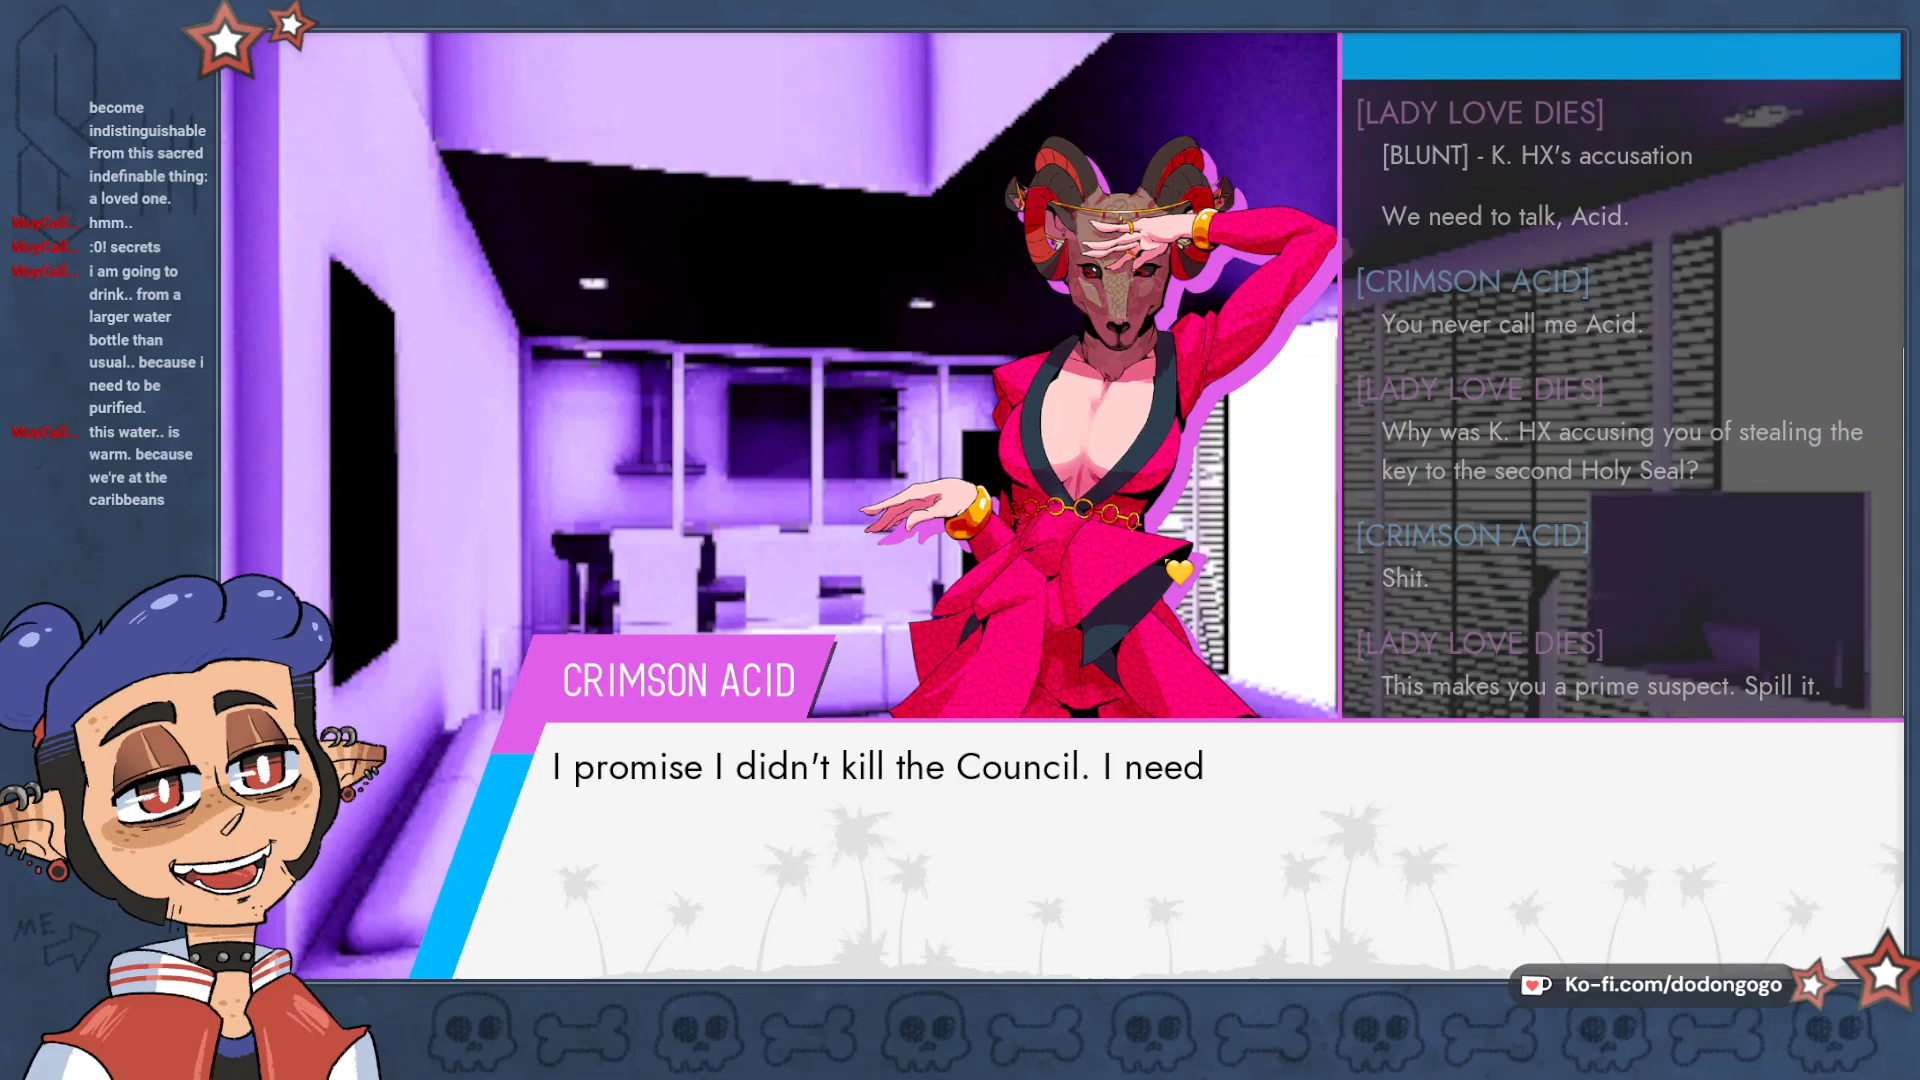 become
indistinguishable
From this sacred
indefinable thing:
a loved one.
MuyCali... hmm..
MuyCali... :0! secrets
MuyCali... i am going to
drink.. from a
larger water
bottle than
usual.. because i
need to be
purified.
MuyCali... this water.. is
warm. because
we're at the
caribbeans
ME
[LADY LOVE DIES]
[BLUNT] - K. HX's accusation
We need to talk, Acid.
[CRIMSON ACID]
You never call me Acid.
[LADY LOVE DIES]
Why was K. HX accusing you of stealing the
key to the second Holy Seal?
[CRIMSON ACID]
Shit.
[LADY LOVE DIES]
This makes you a prime suspect. Spill it.
CRIMSON ACID
I promise I didn't kill the Council. I need
Ko-fi.com/dodongogo